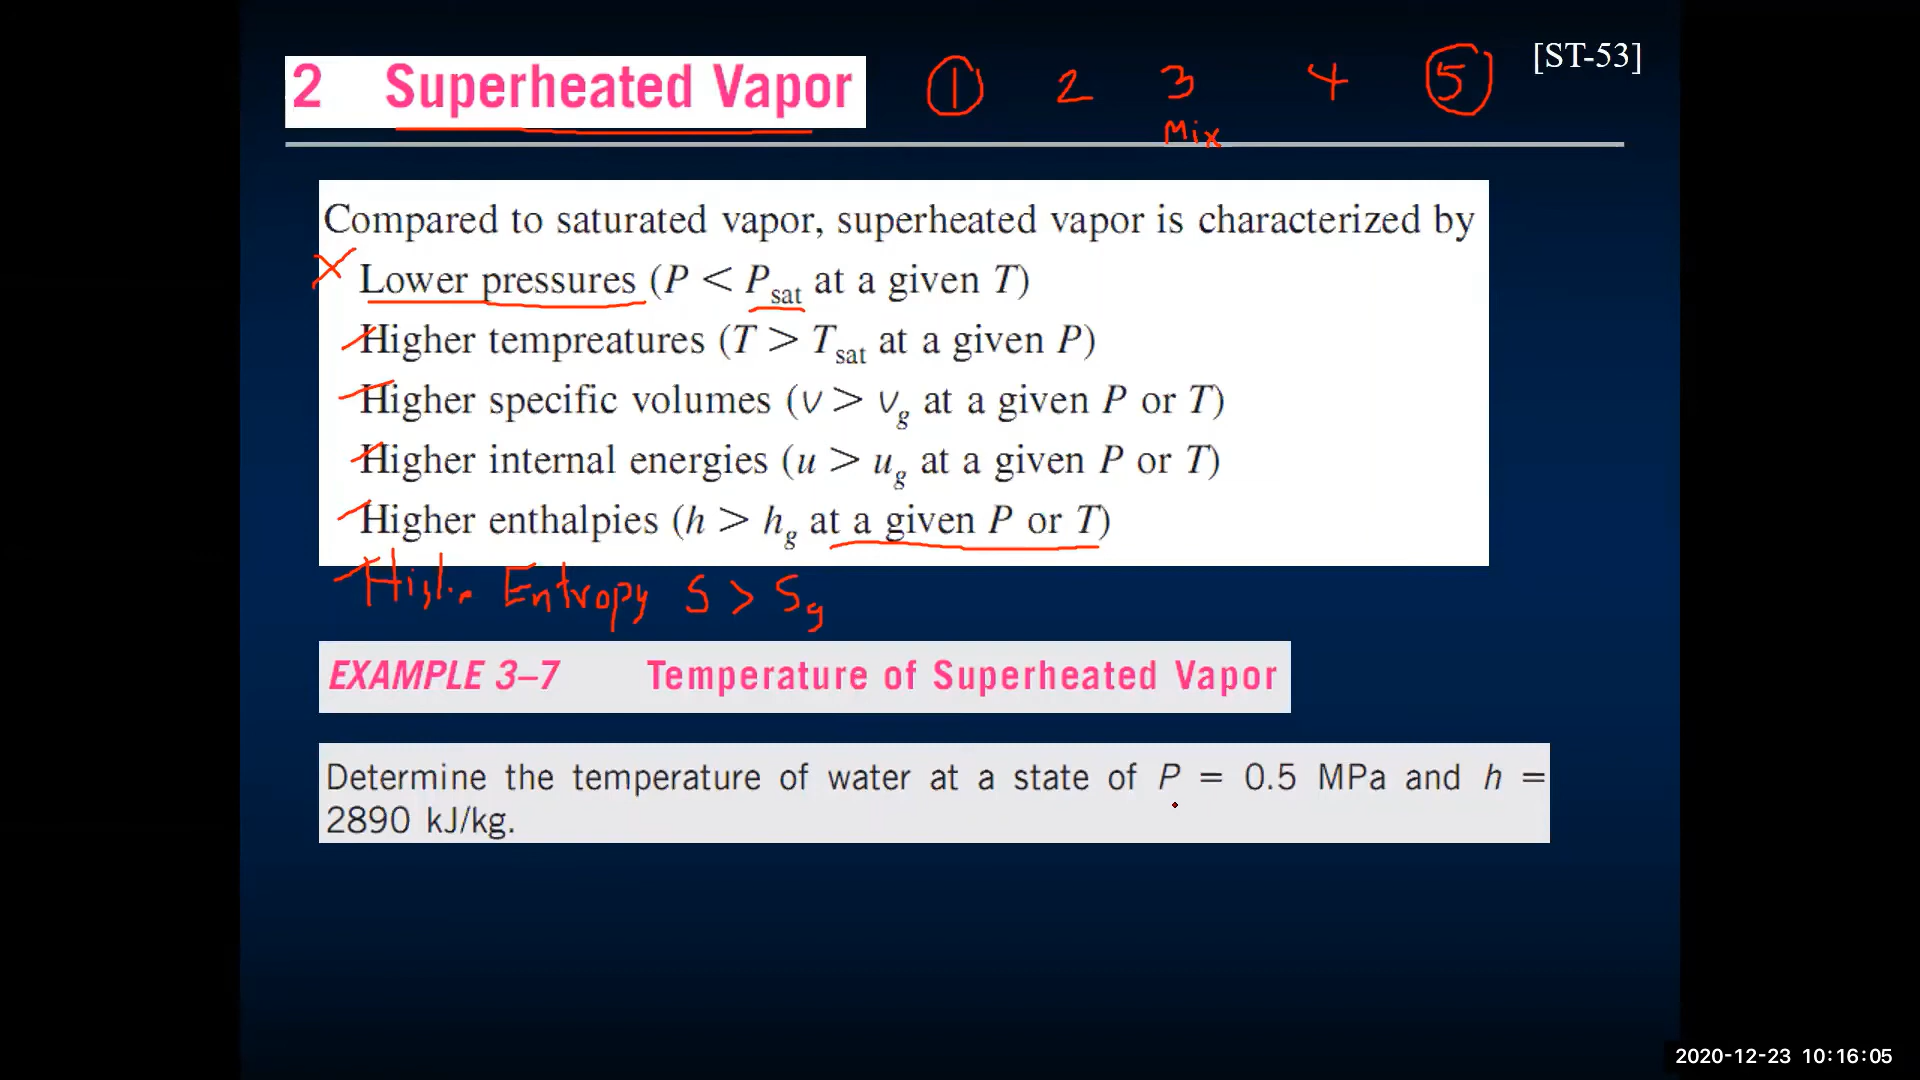 2 Superheated Vapor
1 2 3 4 5
Mix
[ST-53]
Compared to saturated vapor, superheated vapor is characterized by
Lower pressures (P < Psat at a given T)
Higher tempreatures (T > Tsat at a given P)
Higher specific volumes (v > vg at a given P or T)
Higher internal energies (u > ug at a given P or T)
Higher enthalpies (h > hg at a given P or T)
Entropy S > Sg
EXAMPLE 3–7 Temperature of Superheated Vapor
Determine the temperature of water at a state of P = 0.5 MPa and h =
2890 kJ/kg.
2020-12-23 10:16:05